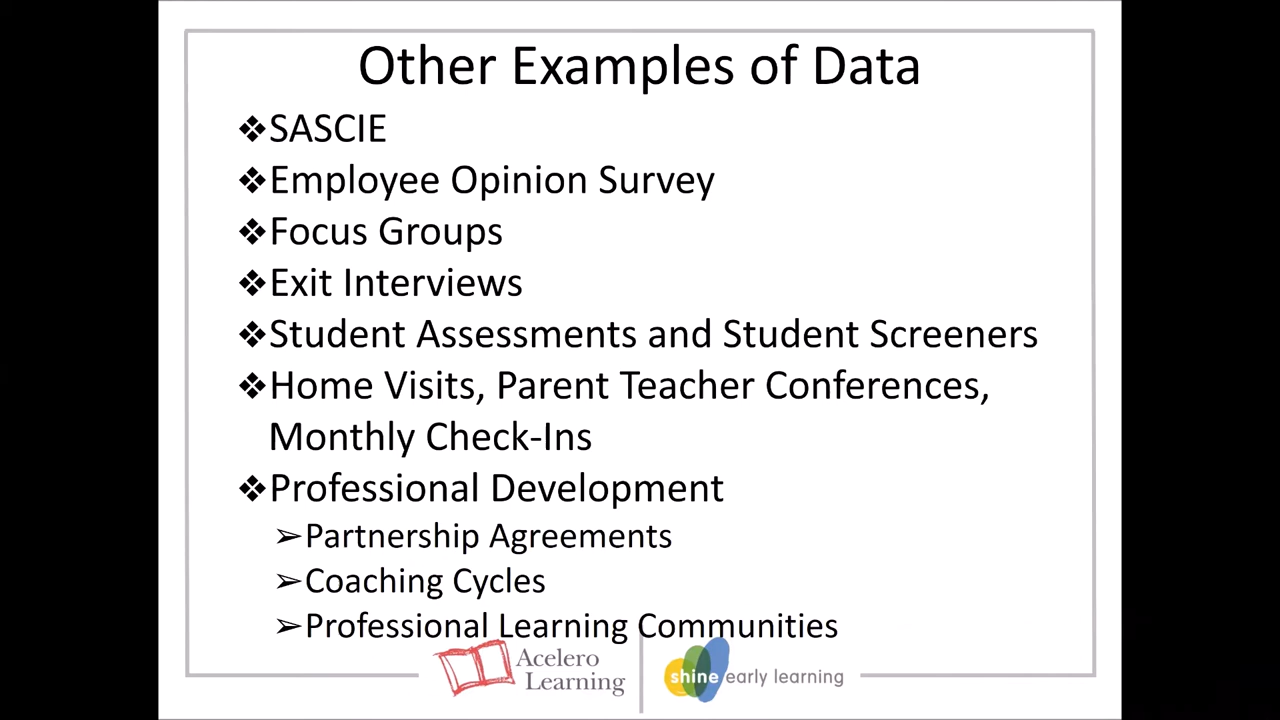 Other Examples of Data
❖SASCIE
❖Employee Opinion Survey
❖Focus Groups
❖Exit Interviews
❖Student Assessments and Student Screeners
❖Home Visits, Parent Teacher Conferences,
Monthly Check-Ins
❖Professional Development
➢Partnership Agreements
➢Coaching Cycles
➢Professional Learning Communities
Acelero
Learning
shine early learning